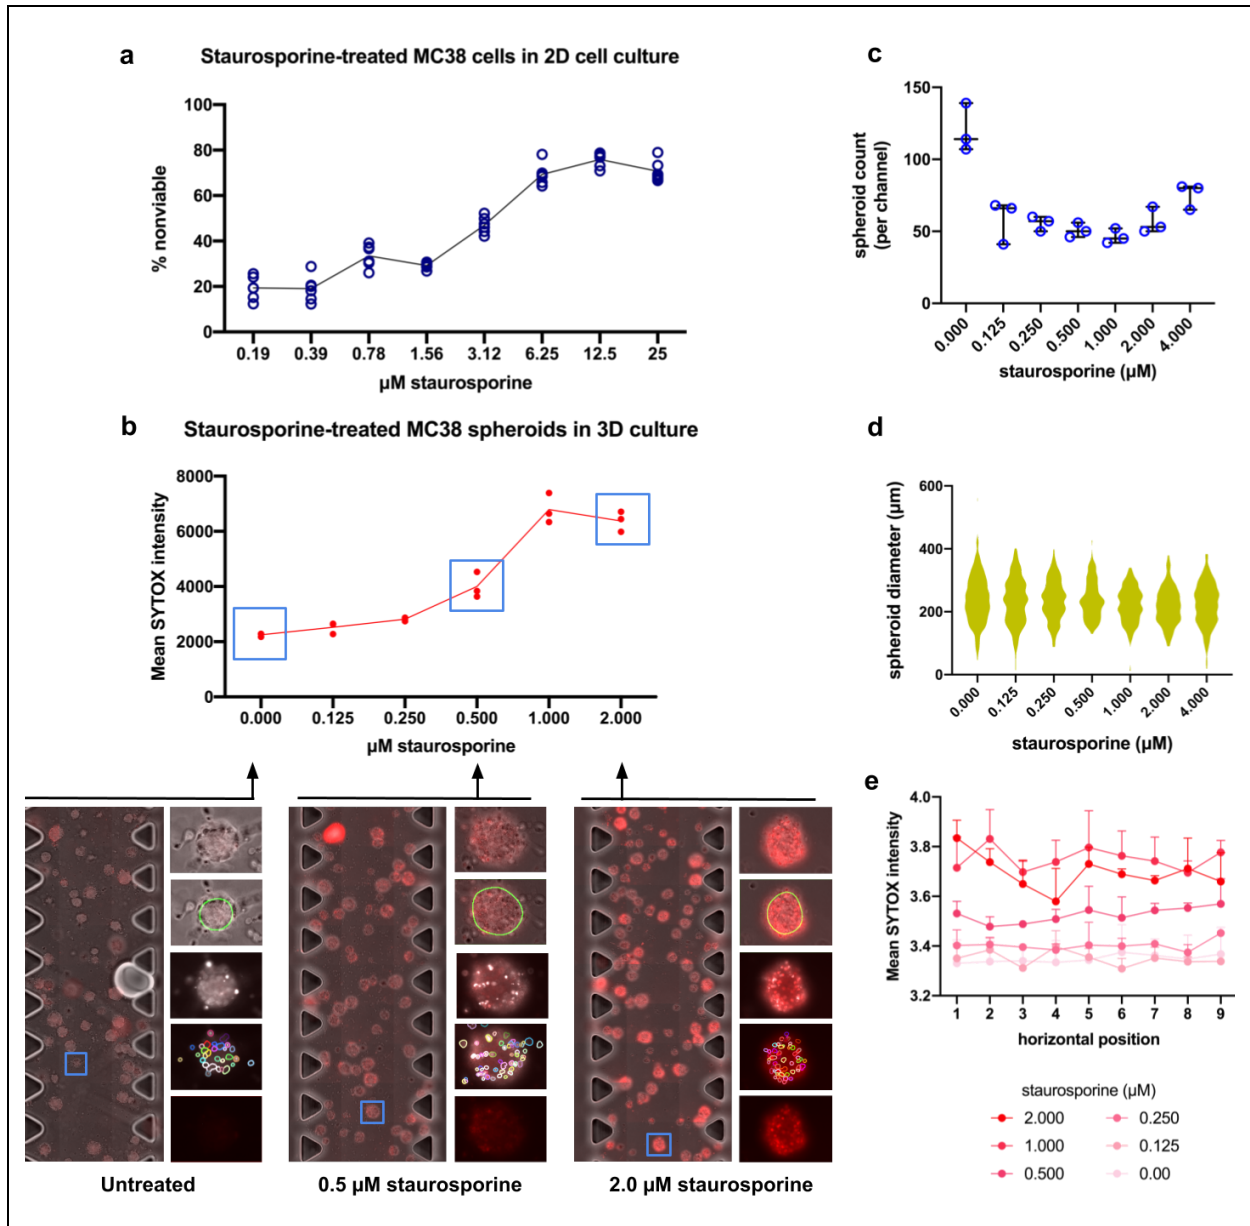 a
Staurosporine-treated MC38 cells in 2D cell culture
% nonviable
100
80
60
40
20
0
0.19 0.39 0.78 1.56 3.12 6.25 12.5 25
µM staurosporine
b
Staurosporine-treated MC38 spheroids in 3D culture
Mean SYTOX intensity
8000
6000
4000
2000
0
0.000 0.125 0.250 0.500 1.000 2.000
µM staurosporine
Untreated
0.5 µM staurosporine
2.0 µM staurosporine
c
spheroid count
(per channel)
150
100
50
0
0.000 0.125 0.250 0.500 1.000 2.000 4.000
staurosporine (µM)
d
spheroid diameter (µm)
600
400
200
0
0.000 0.125 0.250 0.500 1.000 2.000 4.000
staurosporine (µM)
e
Mean SYTOX intensity
4.0
3.8
3.6
3.4
3.2
1 2 3 4 5 6 7 8 9
horizontal position
staurosporine (µM)
2.000 0.250
1.000 0.125
0.500 0.00